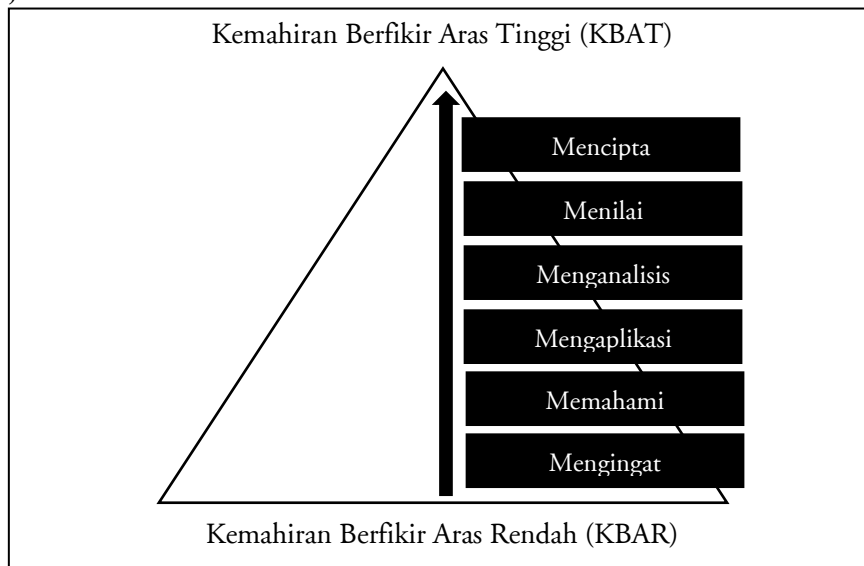 )
Kemahiran Berfikir Aras Tinggi (KBAT)
Mencipta
Menilai
Menganalisis
Mengaplikasi
Memahami
Mengingat
Kemahiran Berfikir Aras Rendah (KBAR)